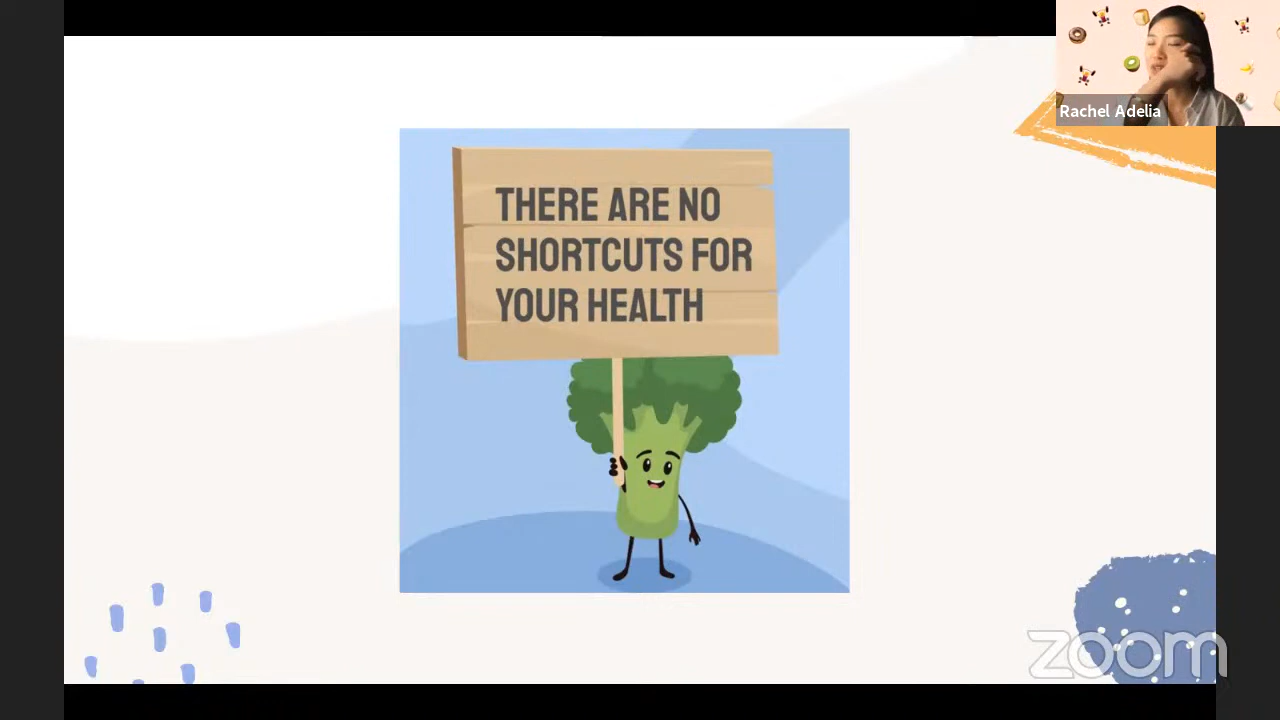 Rachel Adelia
THERE ARE NO
SHORTCUTS FOR
YOUR HEALTH
zoom